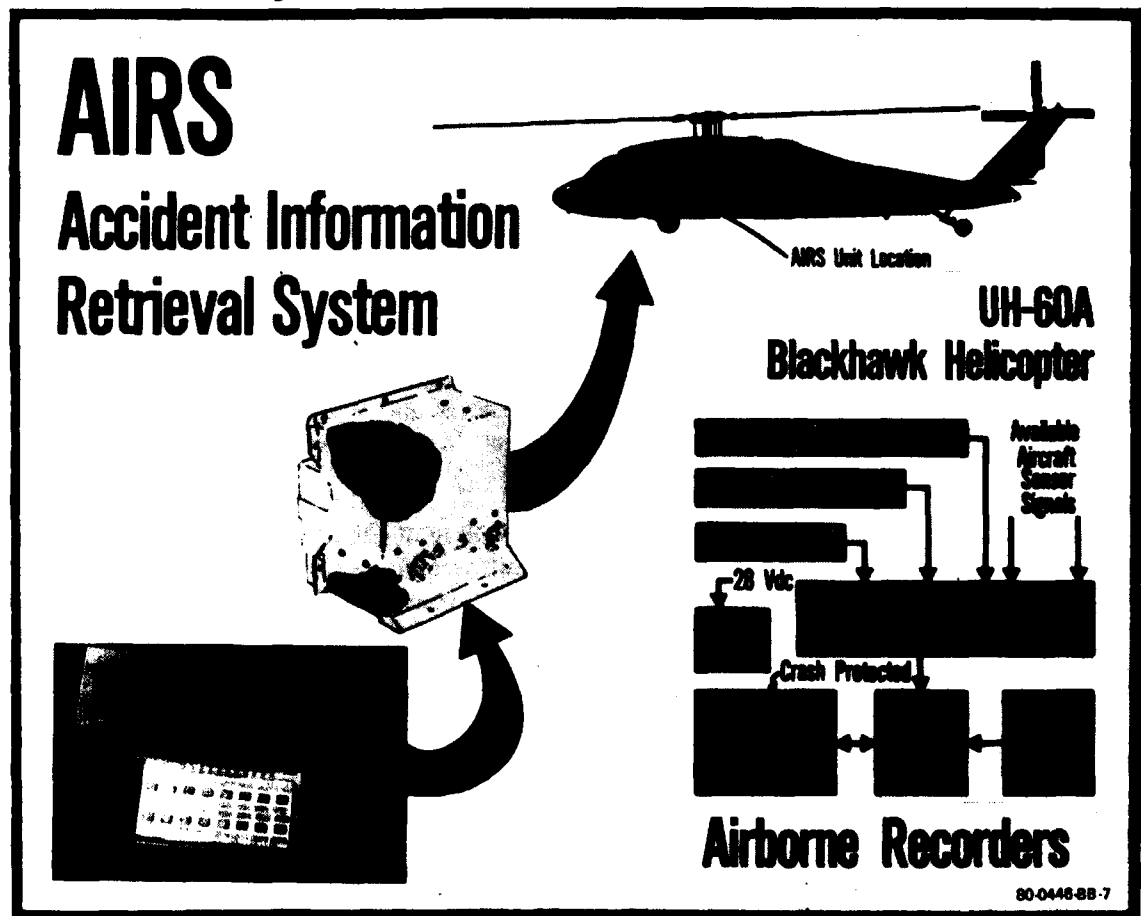 AIRS
Accident Information
Retrieval System
AIRS Unit Location
UH-60A
Blackhawk Helicopter
Available
Aircraft
Sensor
Signals
28 Vdc
Crash Protected
Airborne Recorders
80-0446-BB-7